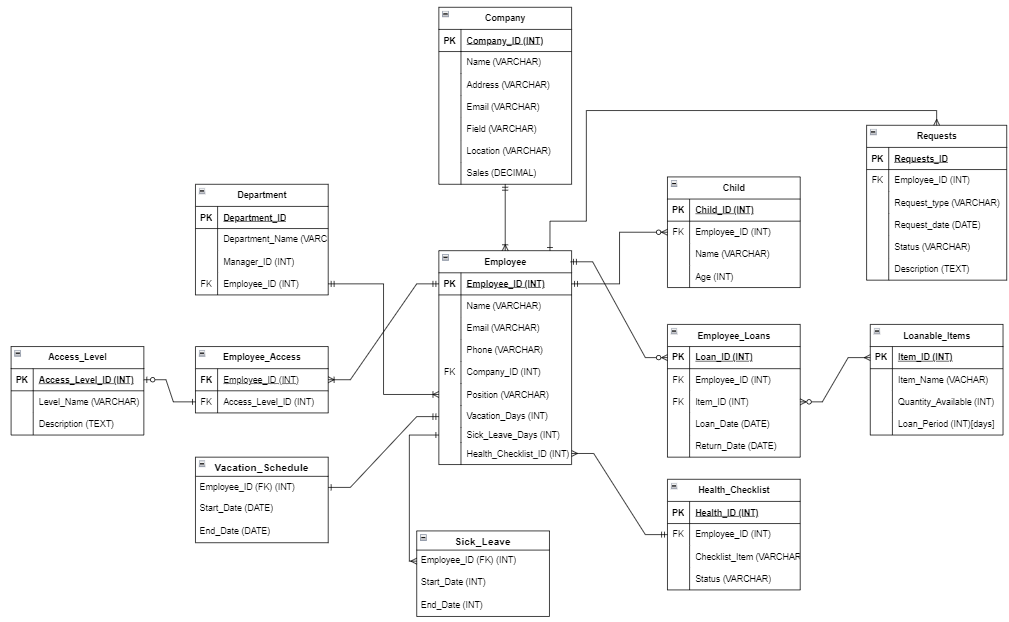 Company
PK Company_ID (INT)
Name (VARCHAR)
Address (VARCHAR)
Email (VARCHAR)
Field (VARCHAR)
Location (VARCHAR)
Sales (DECIMAL)
Requests
PK Requests_ID
FK Employee_ID (INT)
Request_type (VARCHAR)
Request_date (DATE)
Status (VARCHAR)
Description (TEXT)
Department
PK Department_ID
Department_Name (VARC
Manager_ID (INT)
FK Employee_ID (INT)
Child
PK Child_ID (INT)
FK Employee_ID (INT)
Name (VARCHAR)
Age (INT)
Employee
PK Employee_ID (INT)
Name (VARCHAR)
Email (VARCHAR)
Phone (VARCHAR)
FK Company_ID (INT)
Position (VARCHAR)
Vacation_Days (INT)
Sick_Leave_Days (INT)
Health_Checklist_ID (INT)
Access_Level
PK Access_Level_ID (INT)
Level_Name (VARCHAR)
Description (TEXT)
Employee_Access
FK Employee_ID (INT)
FK Access_Level_ID (INT)
Employee_Loans
PK Loan_ID (INT)
FK Employee_ID (INT)
FK Item_ID (INT)
Loan_Date (DATE)
Return_Date (DATE)
Loanable_Items
PK Item_ID (INT)
Item_Name (VACHAR)
Quantity_Available (INT)
Loan_Period (INT)[days]
Vacation_Schedule
Employee_ID (FK) (INT)
Start_Date (DATE)
End_Date (DATE)
Health_Checklist
PK Health_ID (INT)
FK Employee_ID (INT)
Checklist_Item (VARCHAR
Status (VARCHAR)
Sick_Leave
Employee_ID (FK) (INT)
Start_Date (INT)
End_Date (INT)